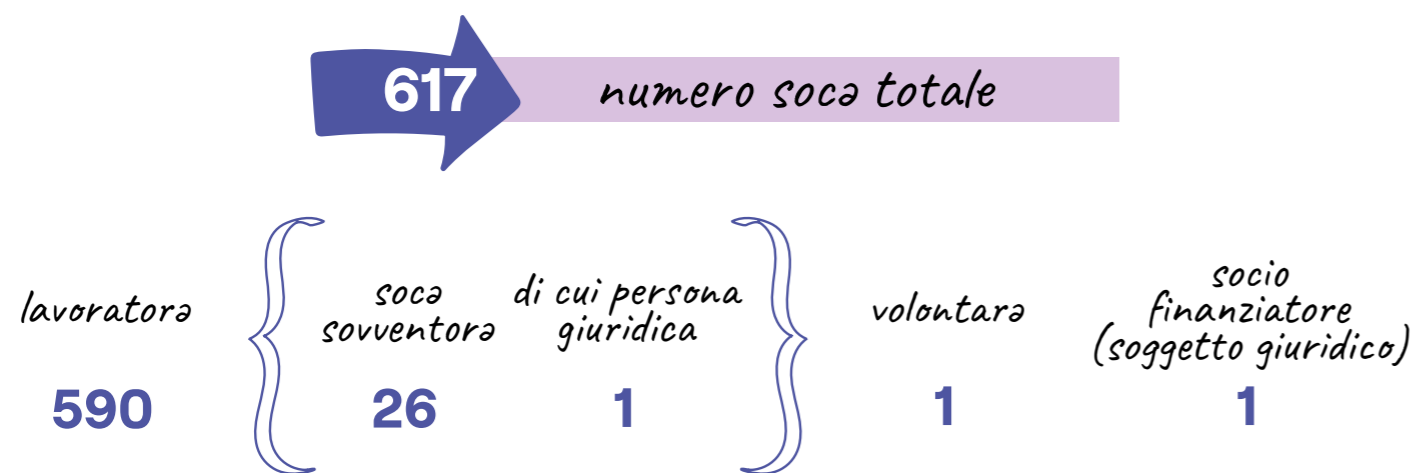 617 numero socə totale
lavoratorə
socə
sovventorə
di cui persona
giuridica
volontarə
socio
finanziatore
(soggetto giuridico)
590
26
1
1
1